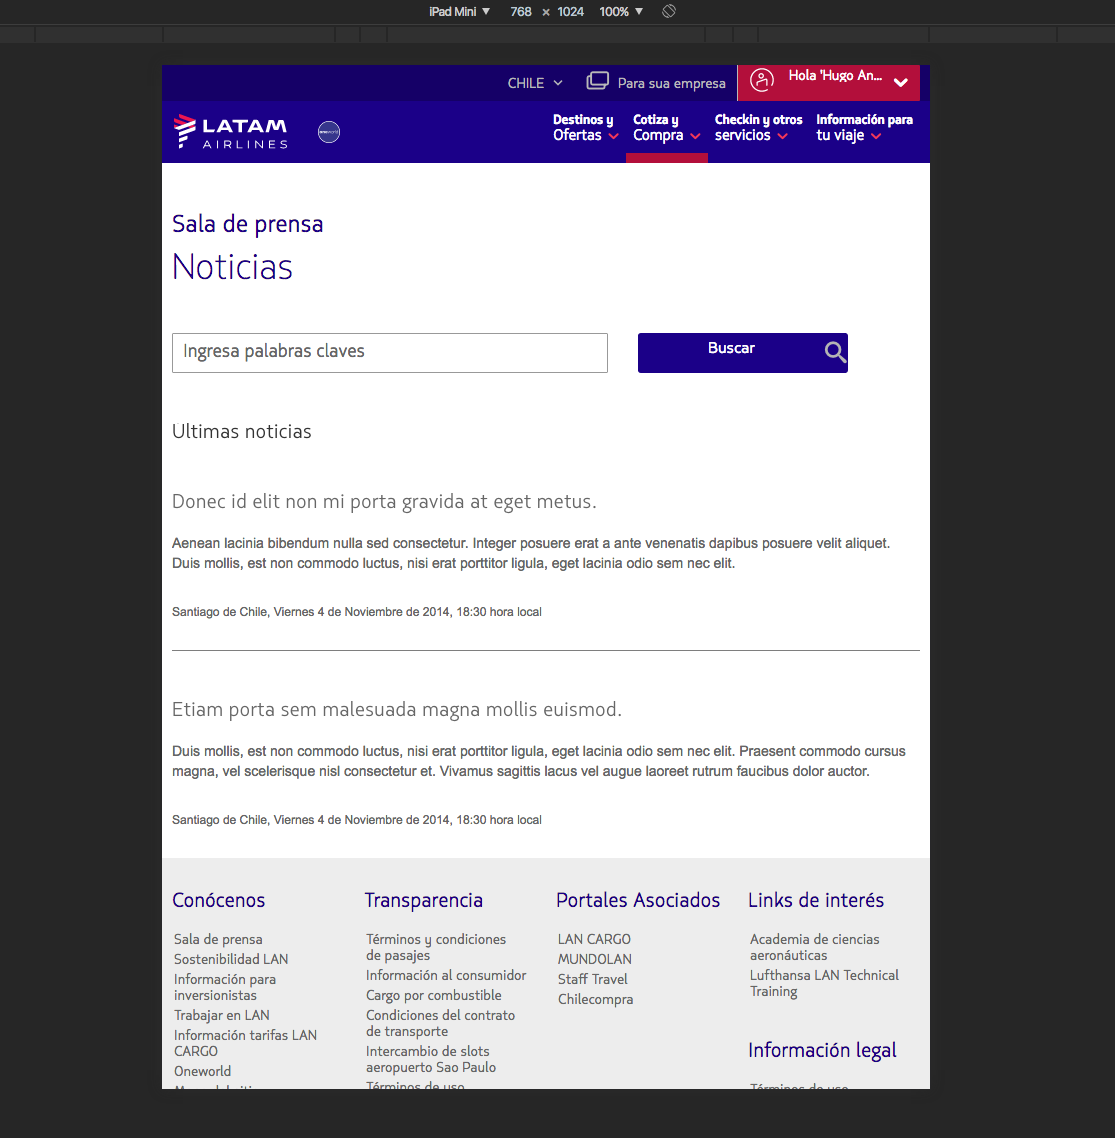 iPad Mini ▼ 768 × 1024 100% ▼
CHILE Para sua empresa Hola 'Hugo An...
LATAM
AIRLINES
Destinos y
Ofertas
Cotiza y
Compra
Checkin y otros
servicios
Información para
tu viaje
Sala de prensa
Noticias
Ingresa palabras claves Buscar
Ultimas noticias
Donec id elit non mi porta gravida at eget metus.
Aenean lacinia bibendum nulla sed consectetur. Integer posuere erat a ante venenatis dapibus posuere velit aliquet.
Duis mollis, est non commodo luctus, nisi erat porttitor ligula, eget lacinia odio sem nec elit.
Santiago de Chile, Viernes 4 de Noviembre de 2014, 18:30 hora local
Etiam porta sem malesuada magna mollis euismod.
Duis mollis, est non commodo luctus, nisi erat porttitor ligula, eget lacinia odio sem nec elit. Praesent commodo cursus
magna, vel scelerisque nisl consectetur et. Vivamus sagittis lacus vel augue laoreet rutrum faucibus dolor auctor.
Santiago de Chile, Viernes 4 de Noviembre de 2014, 18:30 hora local
Conócenos
Sala de prensa
Sostenibilidad LAN
Información para
inversionistas
Trabajar en LAN
Información tarifas LAN
CARGO
Oneworld
Transparencia
Términos y condiciones
de pasajes
Información al consumidor
Cargo por combustible
Condiciones del contrato
de transporte
Intercambio de slots
aeropuerto Sao Paulo
Términos de uso
Portales Asociados
LAN CARGO
MUNDOLAN
Staff Travel
Chilecompra
Links de interés
Academia de ciencias
aeronáuticas
Lufthansa LAN Technical
Training
Información legal
Términos de uso